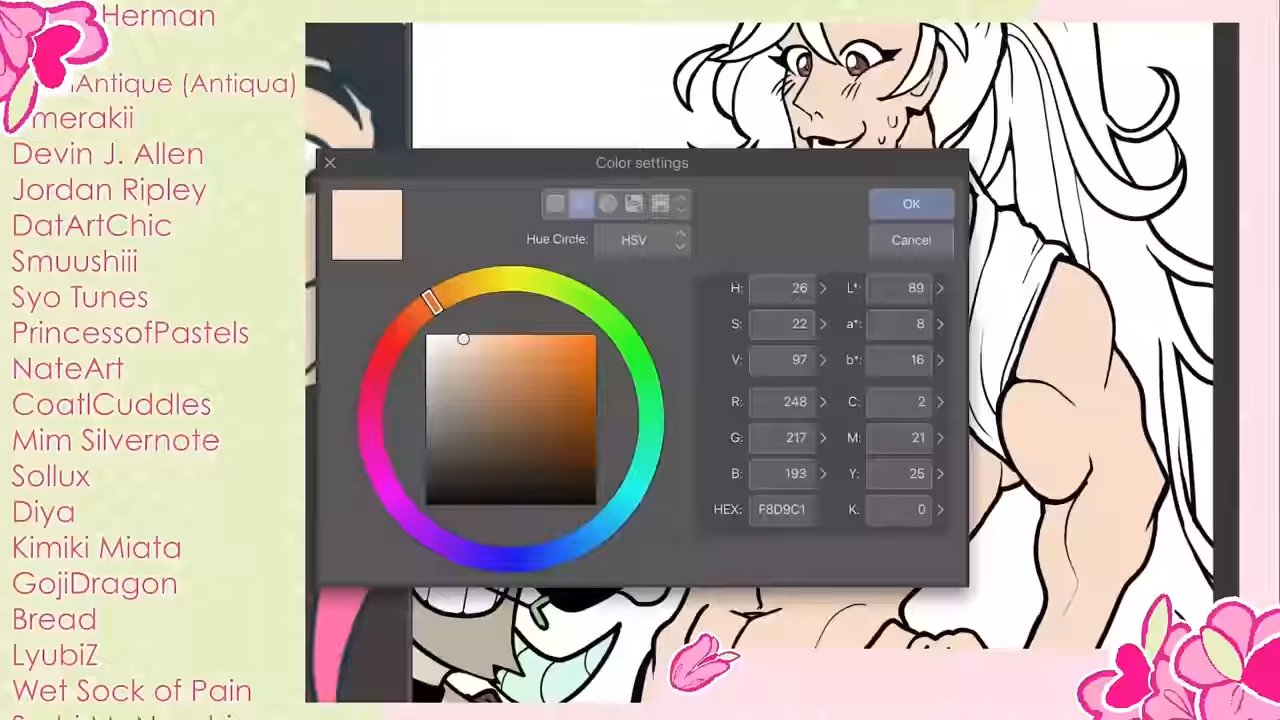 Herman
Antique (Antiqua)
merakii
Devin J. Allen
Jordan Ripley
DatArtChic
Smuushiii
Syo Tunes
PrincessofPastels
NateArt
CoatlCuddles
Mim Silvernote
Sollux
Diya
Kimiki Miata
GojiDragon
Bread
LyubiZ
Wet Sock of Pain
Color settings
OK
Hue Circle: HSV
Cancel
H: 26 L*: 89
S: 22 a*: 8
V: 97 b*: 16
R: 248 C: 2
G: 217 M: 21
B: 193 Y: 25
HEX: F8D9C1 K. 0